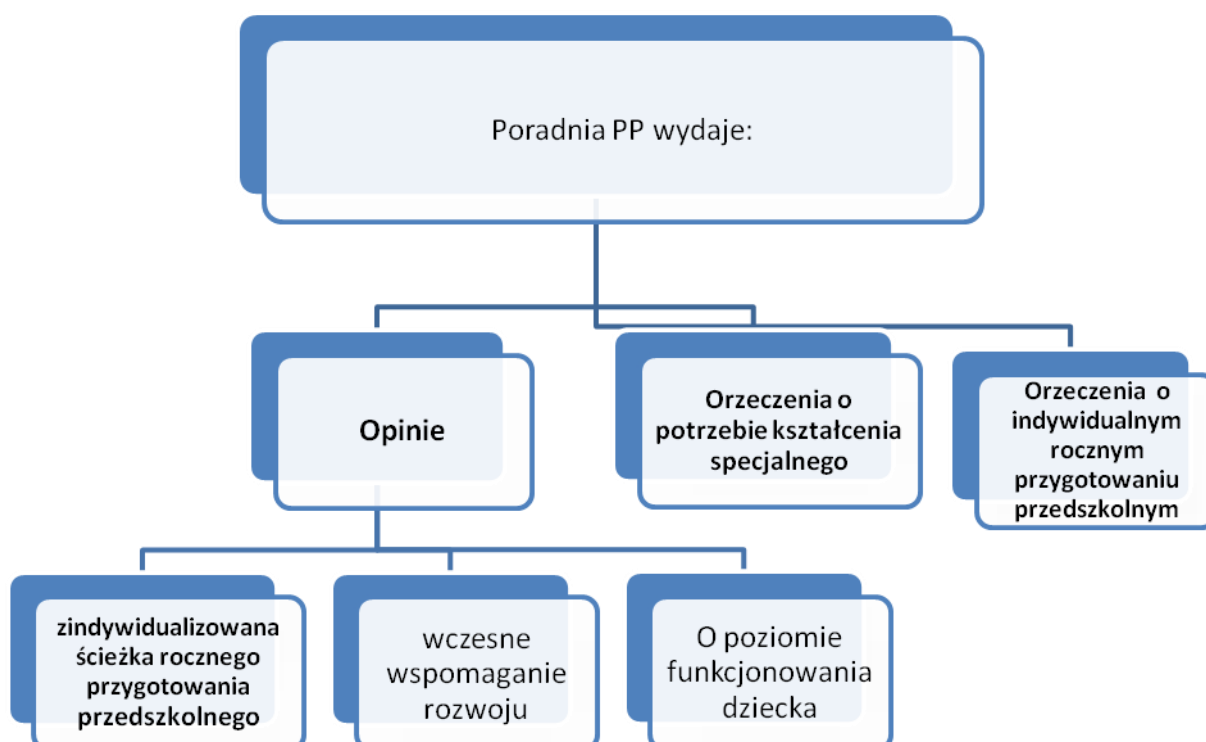 Poradnia PP wydaje:
Opinie
Orzeczenia o
potrzebie kształcenia
specjalnego
Orzeczenia o
indywidualnym
rocznym
przygotowaniu
przedszkolnym
zindywidualizowana
ścieżka rocznego
przygotowania
przedszkolnego
wczesne
wspomaganie
rozwoju
O poziomie
funkcjonowania
dziecka